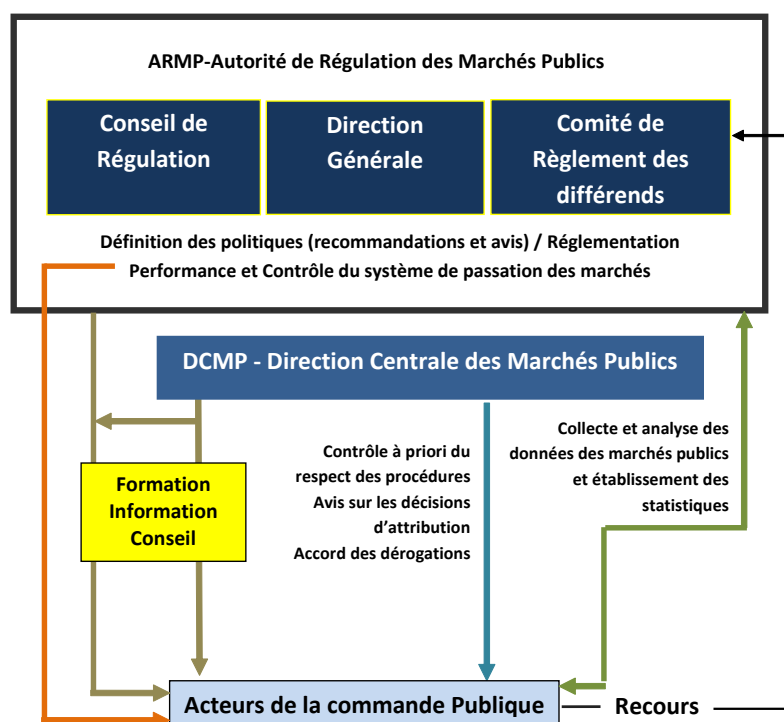 ARMP-Autorité de Régulation des Marchés Publics
Conseil de
Régulation
Direction
Générale
Comité de
Règlement des
différends
Définition des politiques (recommandations et avis) / Réglementation
Performance et Contrôle du système de passation des marchés
DCMP - Direction Centrale des Marchés Publics
Formation
Information
Conseil
Contrôle à priori du
respect des procédures
Avis sur les décisions
d’attribution
Accord des dérogations
Collecte et analyse des
données des marchés publics
et établissement des
statistiques
Acteurs de la commande Publique
Recours